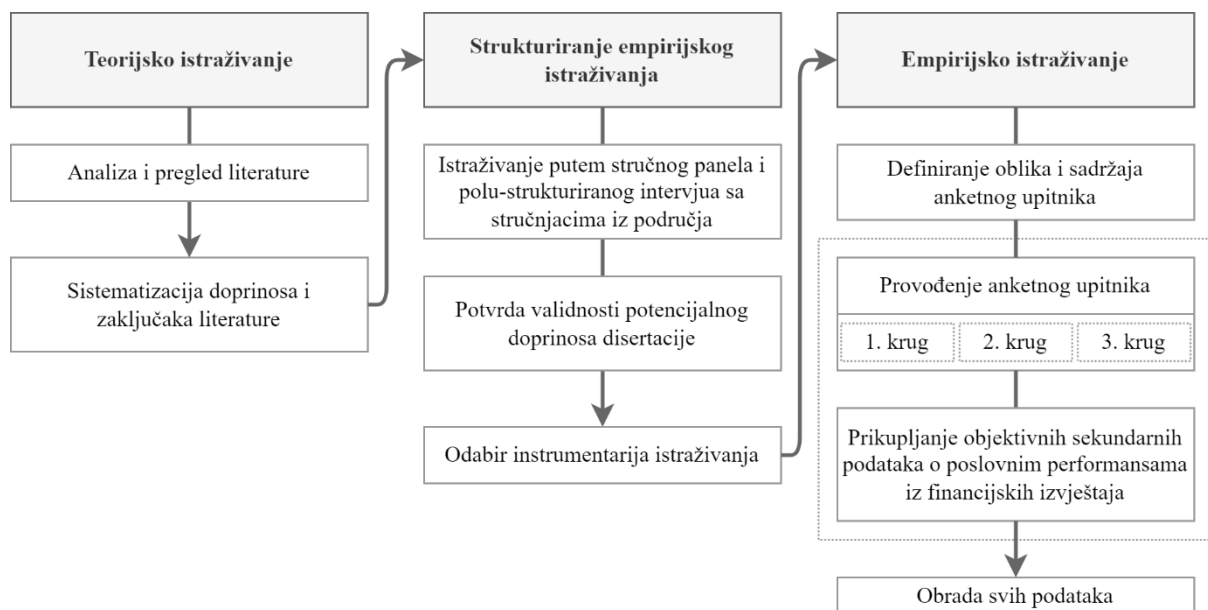 Teorijsko istraživanje
Analiza i pregled literature
Sistematizacija doprinosa i
zaključaka literature
Strukturiranje empirijskog
istraživanja
Istraživanje putem stručnog panela i
polu-strukturiranog intervjua sa
stručnjacima iz područja
Potvrda validnosti potencijalnog
doprinosa disertacije
Odabir instrumentarija istraživanja
Empirijsko istraživanje
Definiranje oblika i sadržaja
anketnog upitnika
Provođenje anketnog upitnika
1. krug
2. krug
3. krug
Prikupljanje objektivnih sekundarnih
podataka o poslovnim performansama
iz financijskih izvještaja
Obrada svih podataka